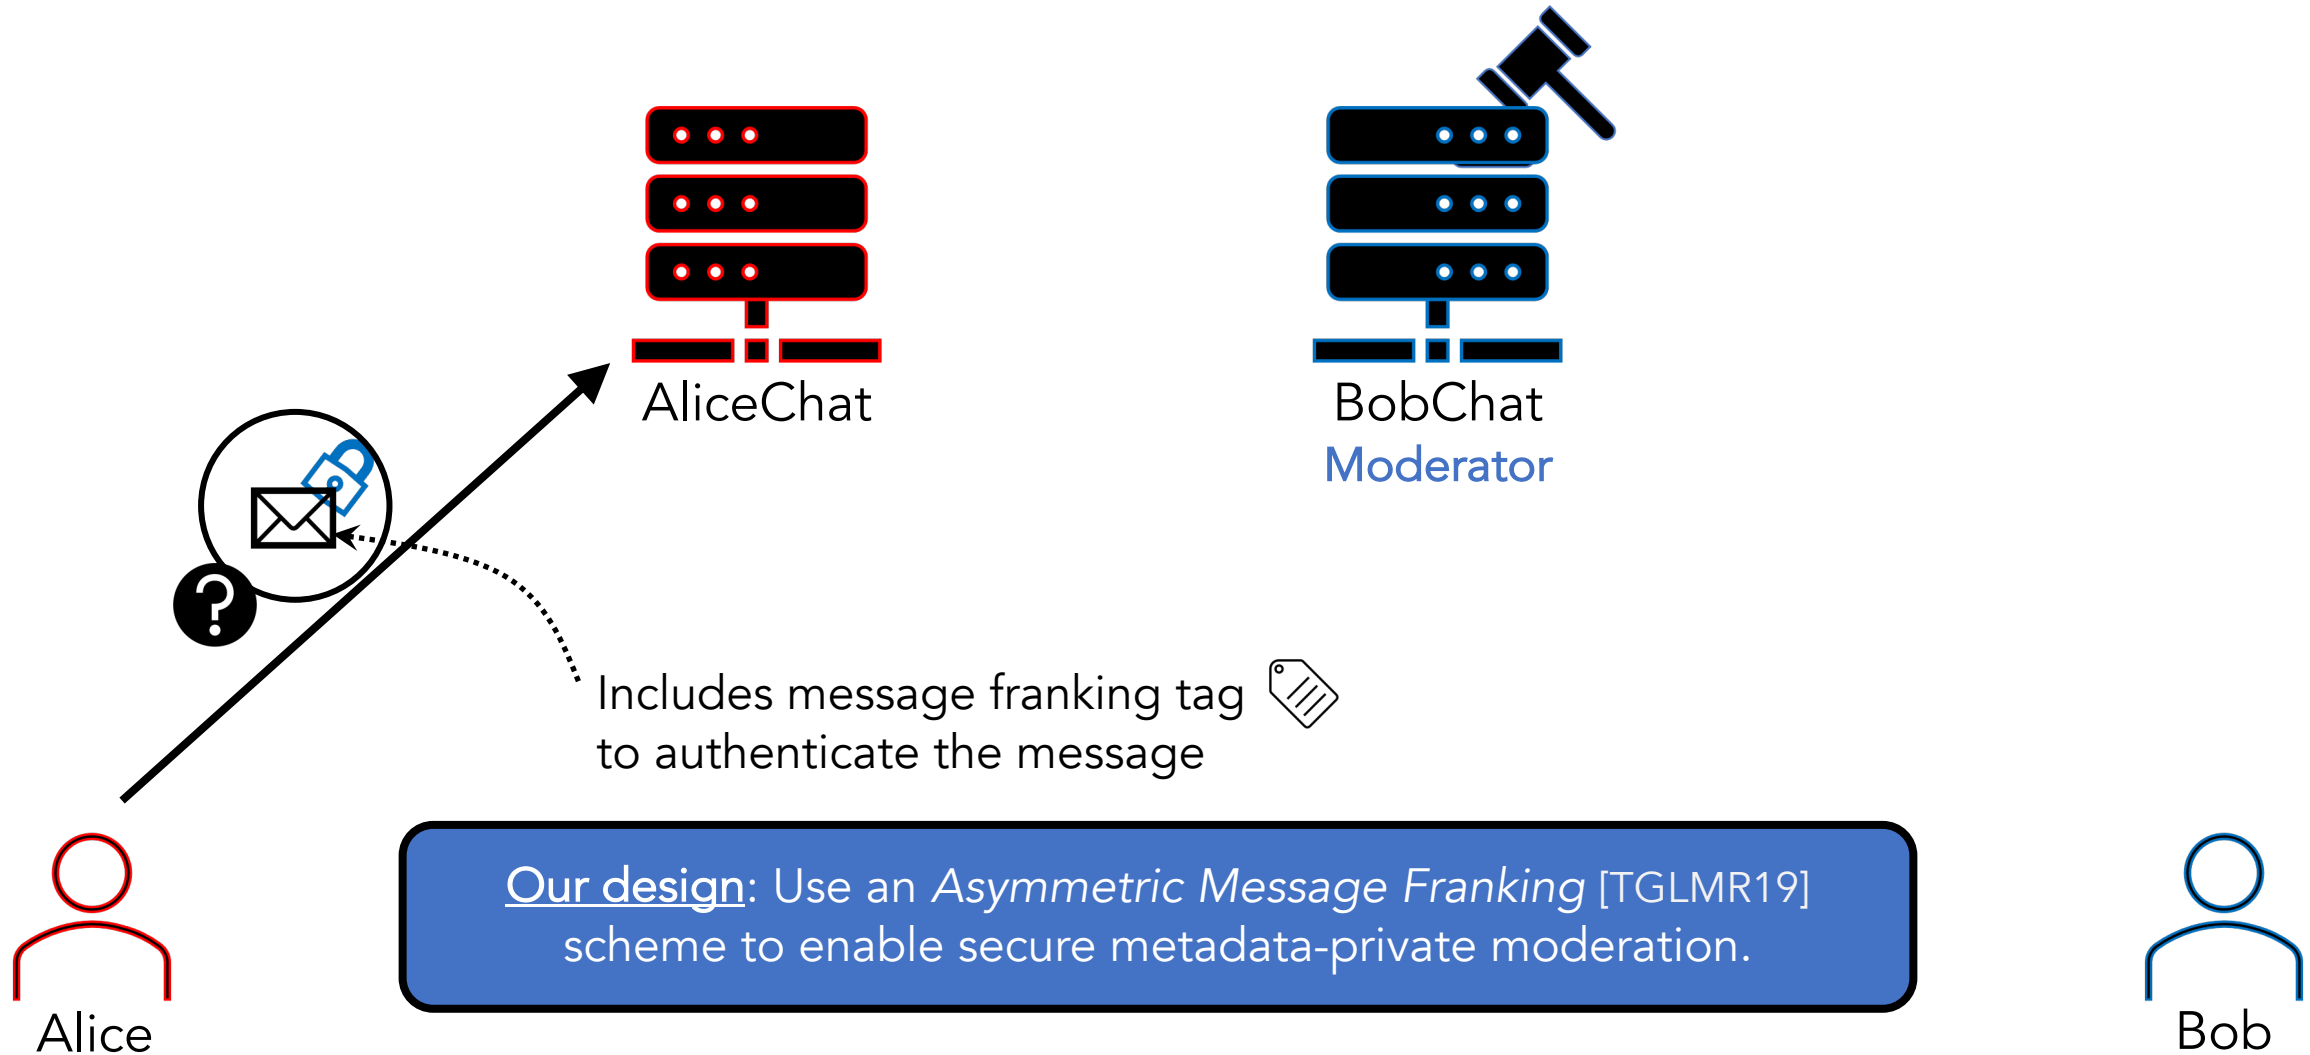 AliceChat
BobChat
Moderator
Includes message franking tag
to authenticate the message
Our design: Use an Asymmetric Message Franking [TGLMR19]
scheme to enable secure metadata-private moderation.
Alice
Bob